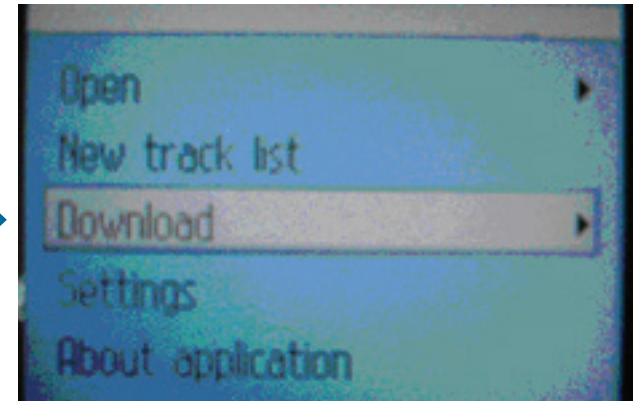 Open
New track list
Download
Settings
About application